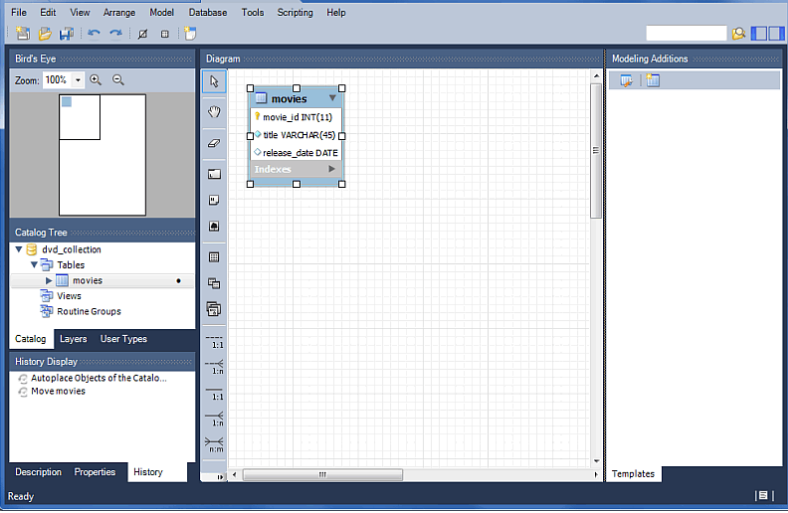 File Edit View Arrange Model Database Tools Scripting Help
Bird's Eye
Zoom: 100%
Catalog Tree
dvd_collection
Tables
movies
Views
Routine Groups
Catalog Layers User Types
History Display
Autoplace Objects of the Catalo...
Move movies
Description Properties History
Diagram
movies
movie_id INT(11)
title VARCHAR(45)
release_date DATE
Indexes
1:1
1:n
1:1
1:n
n:m
Modeling Additions
Templates
Ready